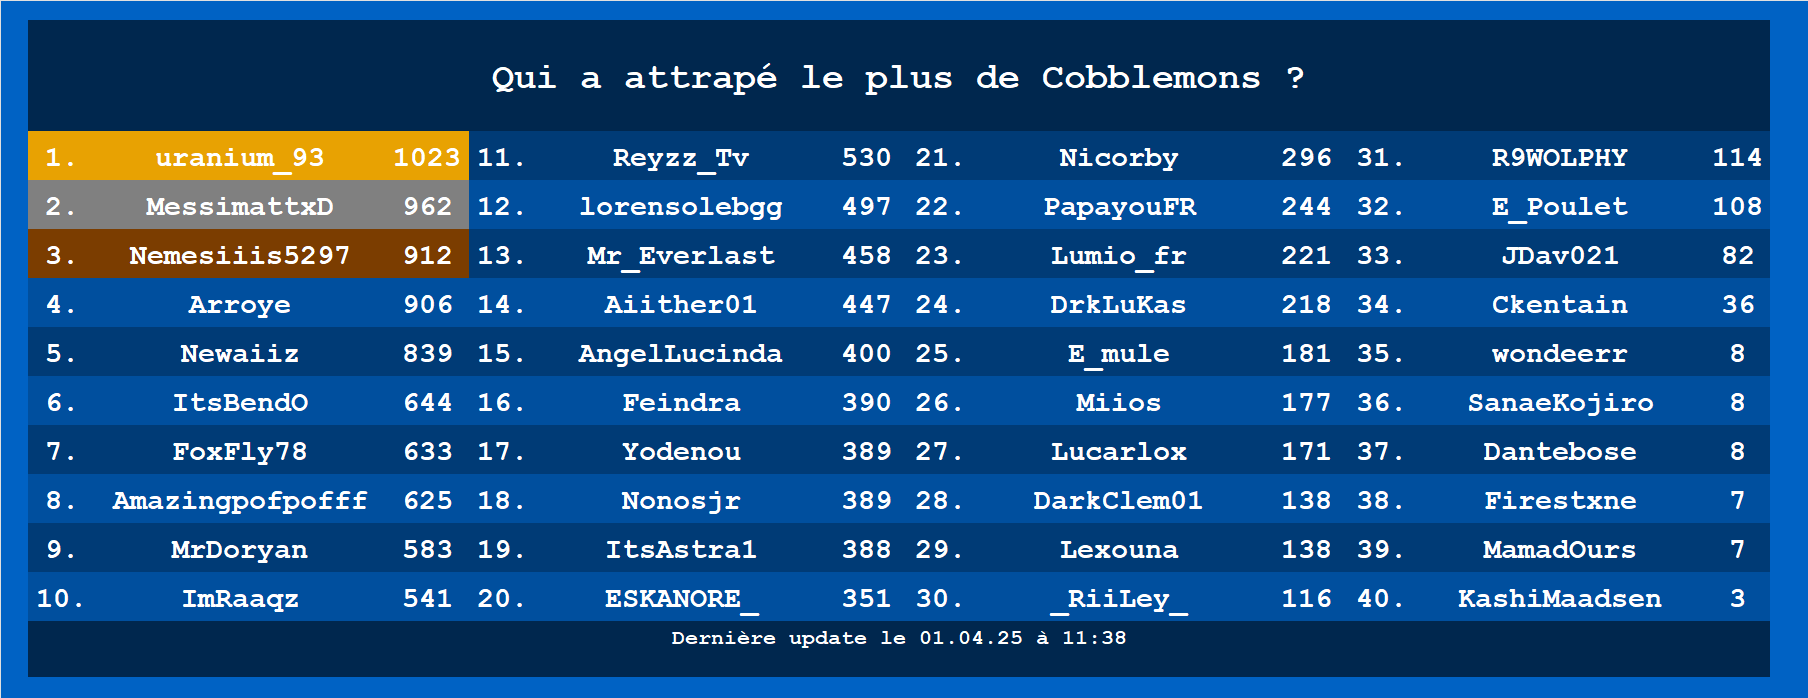 Qui a attrapé le plus de Cobblemons ?
1. uranium_93 1023 11. Reyzz_Tv 530 21. Nicorby 296 31. R9WOLPHY 114
2. MessimattxD 962 12. lorensolebgg 497 22. PapayouFR 244 32. E_Poulet 108
3. Nemesiiis5297 912 13. Mr_Everlast 458 23. Lumio_fr 221 33. JDav021 82
4. Arroye 906 14. Aiither01 447 24. DrkLuKas 218 34. Ckentain 36
5. Newaiiz 839 15. AngelLucinda 400 25. E_mule 181 35. wondeerr 8
6. ItsBendO 644 16. Feindra 390 26. Miios 177 36. SanaeKojiro 8
7. FoxFly78 633 17. Yodenou 389 27. Lucarlox 171 37. Dantebose 8
8. Amazingpofpofff 625 18. Nonosjr 389 28. DarkClem01 138 38. Firestxne 7
9. MrDoryan 583 19. ItsAstra1 388 29. Lexouna 138 39. MamadOurs 7
10. ImRaaqz 541 20. ESKANORE_ 351 30. _RiiLey_ 116 40. KashiMaadsen 3
Dernière update le 01.04.25 à 11:38